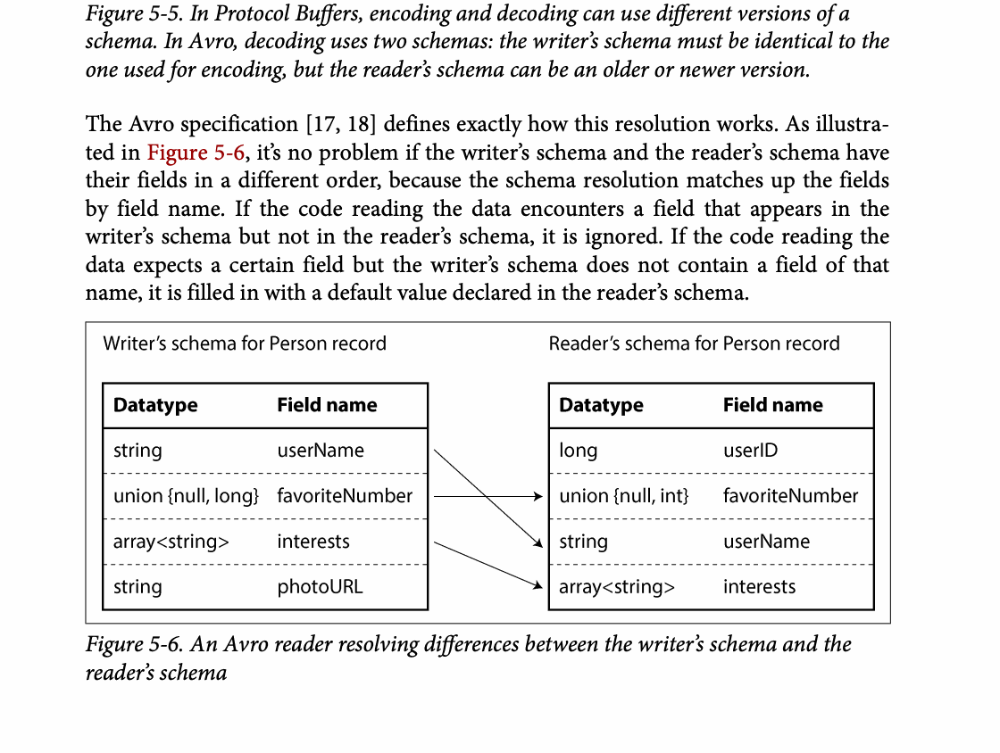 Figure 5-5. In Protocol Buffers, encoding and decoding can use different versions of a
schema. In Avro, decoding uses two schemas: the writer’s schema must be identical to the
one used for encoding, but the reader’s schema can be an older or newer version.
The Avro specification [17, 18] defines exactly how this resolution works. As illustra-
ted in Figure 5-6, it’s no problem if the writer’s schema and the reader’s schema have
their fields in a different order, because the schema resolution matches up the fields
by field name. If the code reading the data encounters a field that appears in the
writer’s schema but not in the reader’s schema, it is ignored. If the code reading the
data expects a certain field but the writer’s schema does not contain a field of that
name, it is filled in with a default value declared in the reader’s schema.
Writer’s schema for Person record
Datatype Field name
string userName
union {null, long} favoriteNumber
array<string> interests
string photoURL
Reader’s schema for Person record
Datatype Field name
long userID
union {null, int} favoriteNumber
string userName
array<string> interests
Figure 5-6. An Avro reader resolving differences between the writer’s schema and the
reader’s schema